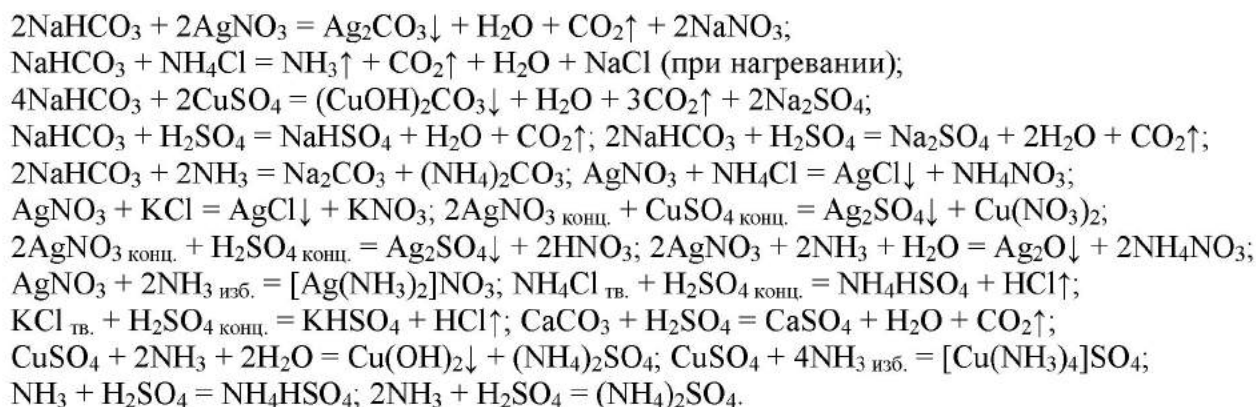 2NaHCO₃ + 2AgNO₃ = Ag₂CO₃↓ + H₂O + CO₂↑ + 2NaNO₃;
NaHCO₃ + NH₄Cl = NH₃↑ + CO₂↑ + H₂O + NaCl (при нагревании);
4NaHCO₃ + 2CuSO₄ = (CuOH)₂CO₃↓ + H₂O + 3CO₂↑ + 2Na₂SO₄;
NaHCO₃ + H₂SO₄ = NaHSO₄ + H₂O + CO₂↑; 2NaHCO₃ + H₂SO₄ = Na₂SO₄ + 2H₂O + CO₂↑;
2NaHCO₃ + 2NH₃ = Na₂CO₃ + (NH₄)₂CO₃; AgNO₃ + NH₄Cl = AgCl↓ + NH₄NO₃;
AgNO₃ + KCl = AgCl↓ + KNO₃; 2AgNO₃ конц. + CuSO₄ конц. = Ag₂SO₄↓ + Cu(NO₃)₂;
2AgNO₃ конц. + H₂SO₄ конц. = Ag₂SO₄↓ + 2HNO₃; 2AgNO₃ + 2NH₃ + H₂O = Ag₂O↓ + 2NH₄NO₃;
AgNO₃ + 2NH₃ изб. = [Ag(NH₃)₂]NO₃; NH₄Cl тв. + H₂SO₄ конц. = NH₄HSO₄ + HCl↑;
KCl тв. + H₂SO₄ конц. = KHSO₄ + HCl↑; CaCO₃ + H₂SO₄ = CaSO₄ + H₂O + CO₂↑;
CuSO₄ + 2NH₃ + 2H₂O = Cu(OH)₂↓ + (NH₄)₂SO₄; CuSO₄ + 4NH₃ изб. = [Cu(NH₃)₄]SO₄;
NH₃ + H₂SO₄ = NH₄HSO₄; 2NH₃ + H₂SO₄ = (NH₄)₂SO₄.